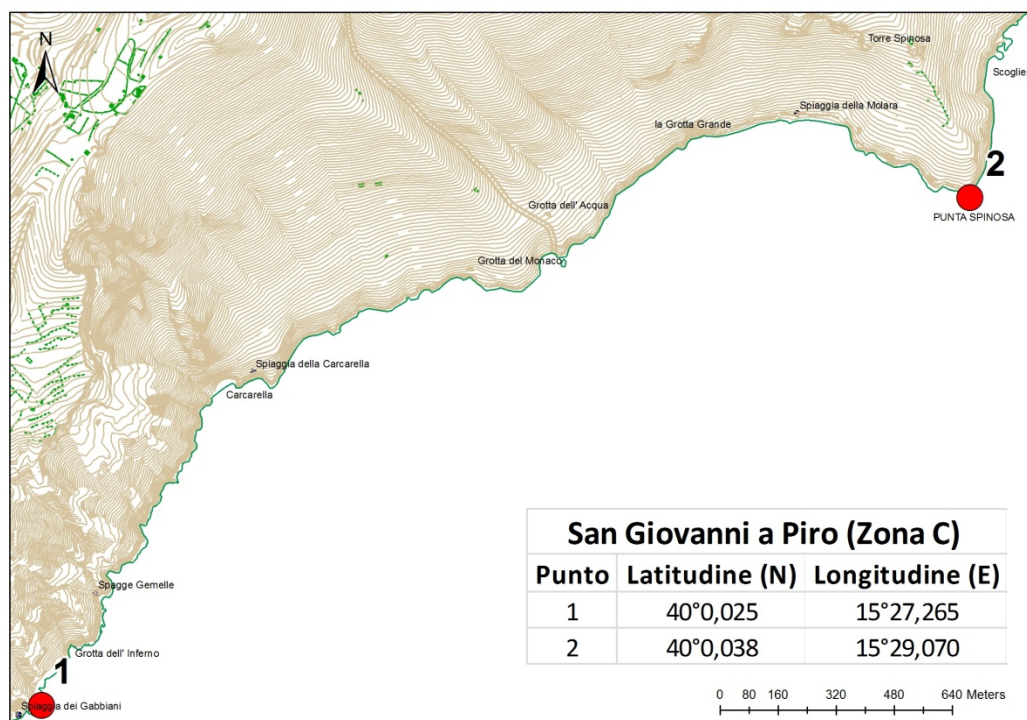 N
Torre Spinosa
Scoglier
Spiaggia della Molara
la Grotta Grande
2
PUNTA SPINOSA
Grotta dell' Acqua
Grotta del Monaco
Spiaggia della Carcarella
Carcarella
Spagge Gemelle
Grotta dell' Inferno
1
Spiaggia dei Gabbiani
San Giovanni a Piro (Zona C)
Punto Latitudine (N) Longitudine (E)
1 40°0,025 15°27,265
2 40°0,038 15°29,070
0 80 160 320 480 640 Meters